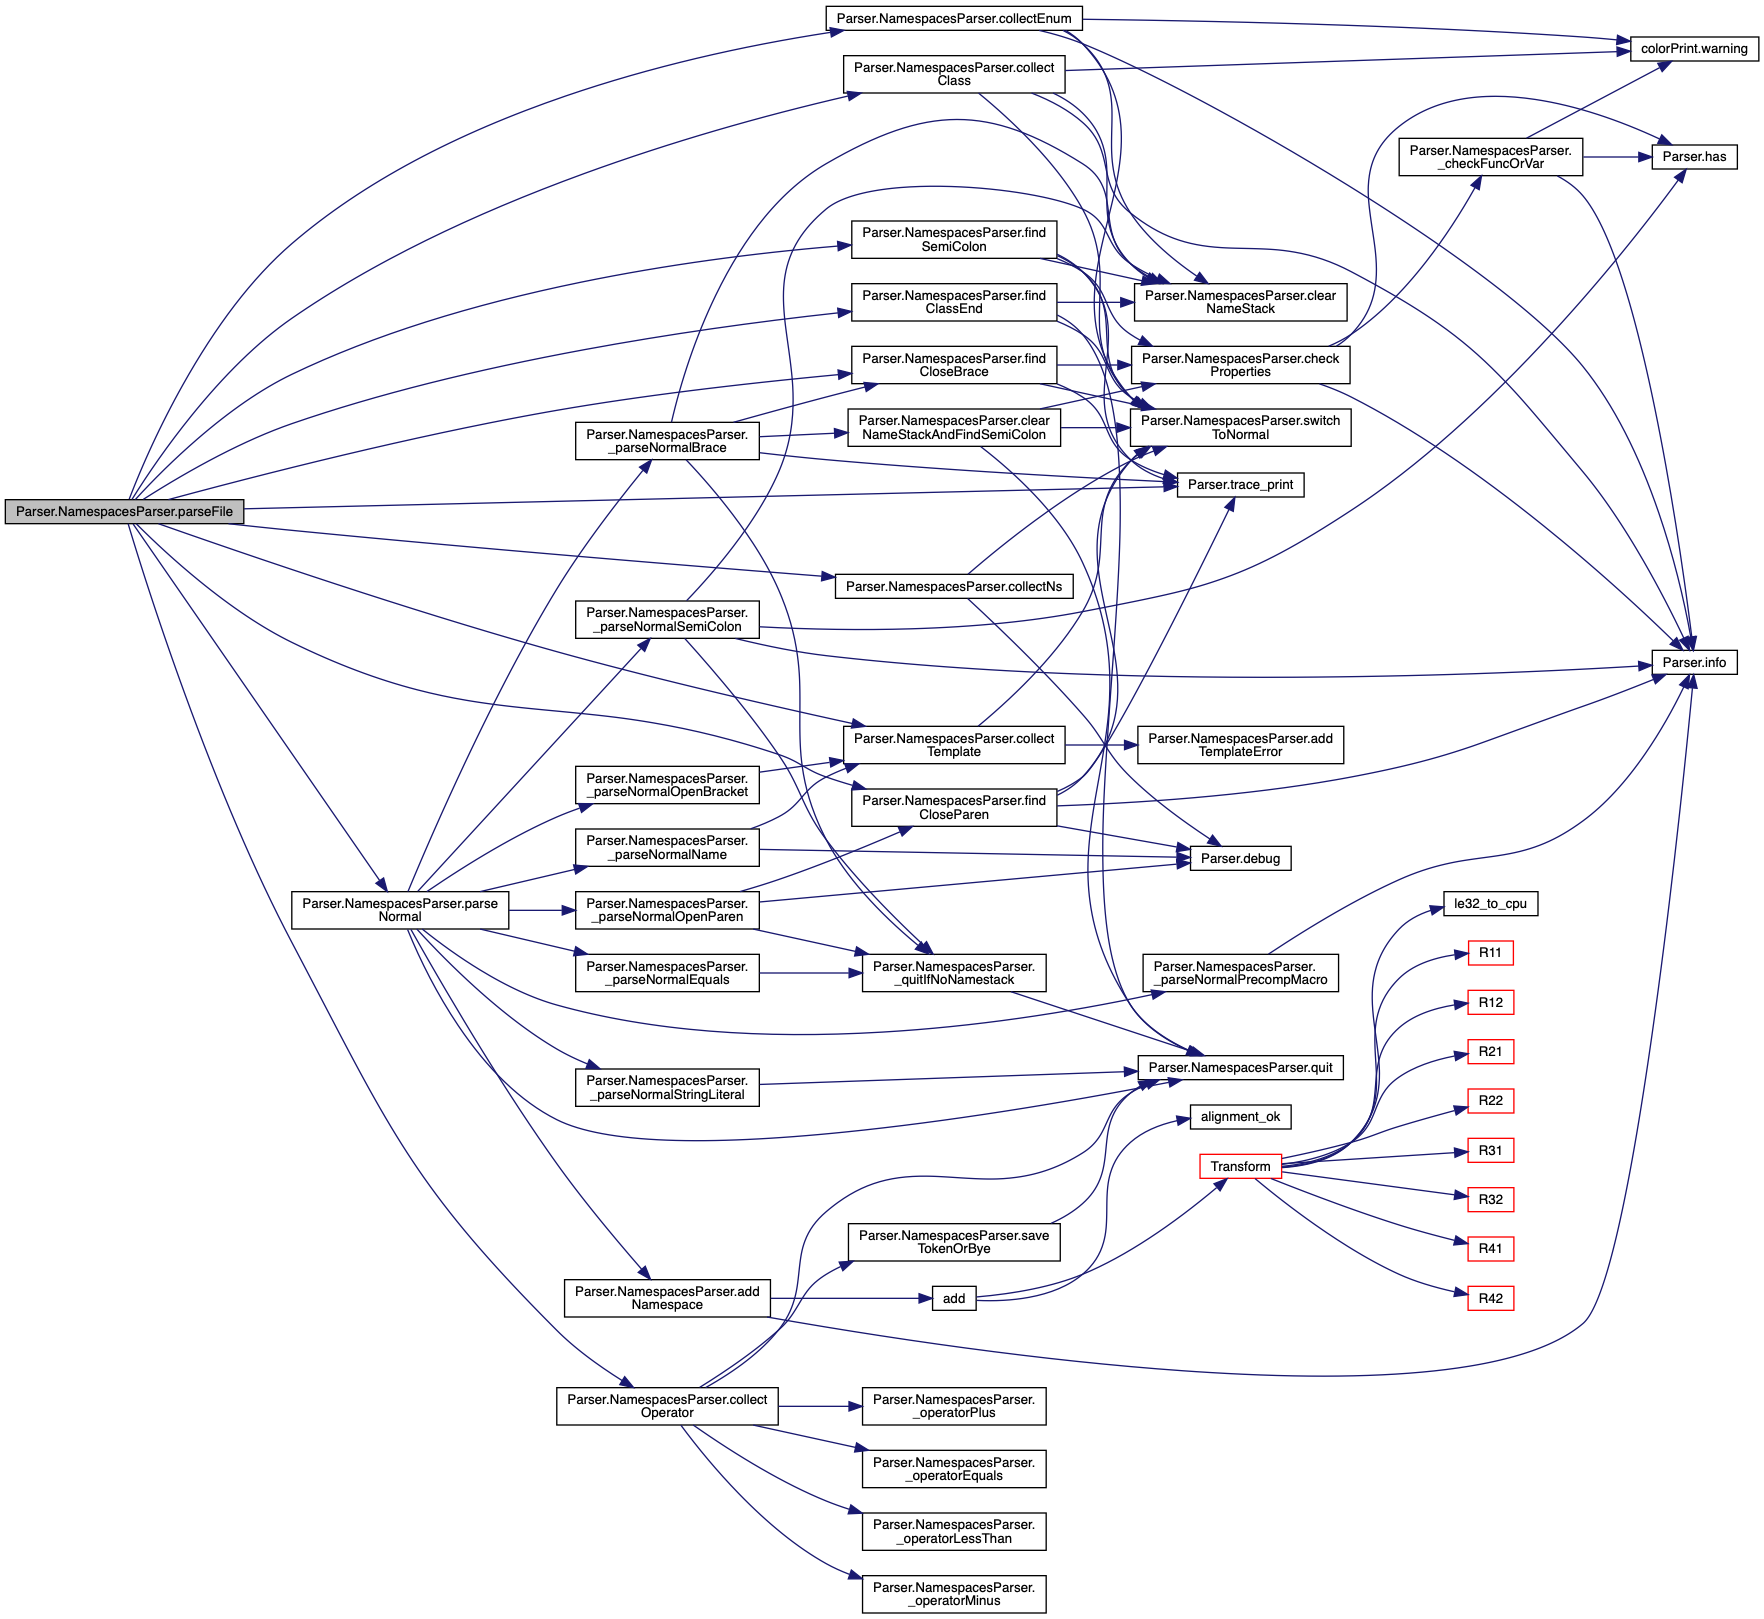 Parser.NamespacesParser.parseFile
Parser.NamespacesParser.parse
Normal
Parser.NamespacesParser.
_parseNormalBrace
Parser.NamespacesParser.
_parseNormalSemiColon
Parser.NamespacesParser.
_parseNormalOpenBracket
Parser.NamespacesParser.
_parseNormalName
Parser.NamespacesParser.
_parseNormalOpenParen
Parser.NamespacesParser.
_parseNormalEquals
Parser.NamespacesParser.
_parseNormalStringLiteral
Parser.NamespacesParser.add
Namespace
Parser.NamespacesParser.collect
Operator
Parser.NamespacesParser.collectEnum
Parser.NamespacesParser.collect
Class
Parser.NamespacesParser.find
SemiColon
Parser.NamespacesParser.find
ClassEnd
Parser.NamespacesParser.find
CloseBrace
Parser.NamespacesParser.clear
NameStackAndFindSemiColon
Parser.NamespacesParser.collectNs
Parser.NamespacesParser.collect
Template
Parser.NamespacesParser.find
CloseParen
Parser.NamespacesParser.
_quitIfNoNamestack
Parser.NamespacesParser.save
TokenOrBye
add
Parser.NamespacesParser.
_operatorPlus
Parser.NamespacesParser.
_operatorEquals
Parser.NamespacesParser.
_operatorLessThan
Parser.NamespacesParser.
_operatorMinus
Parser.NamespacesParser.clear
NameStack
Parser.NamespacesParser.check
Properties
Parser.NamespacesParser.switch
ToNormal
Parser.trace_print
Parser.NamespacesParser.add
TemplateError
Parser.debug
Parser.NamespacesParser.
_parseNormalPrecompMacro
Parser.NamespacesParser.quit
alignment_ok
Transform
Parser.NamespacesParser.
_checkFuncOrVar
le32_to_cpu
R11
R12
R21
R22
R31
R32
R41
R42
colorPrint.warning
Parser.has
Parser.info